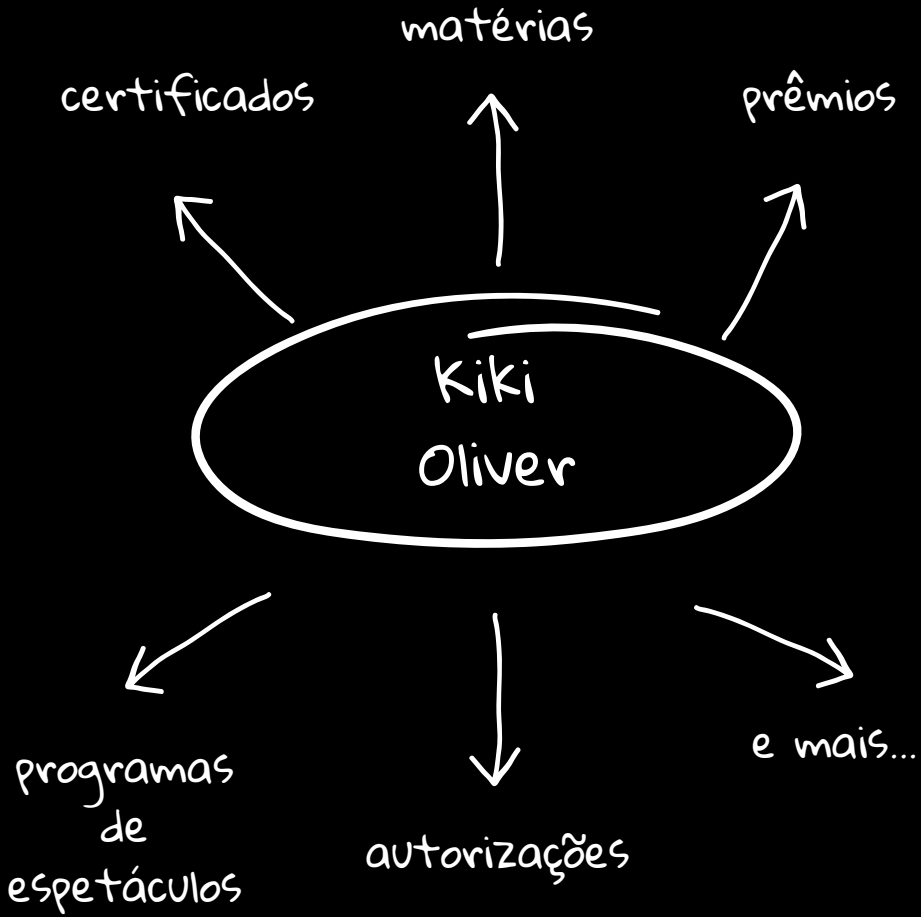 matérias
certificados
prêmios
Kiki
Oliver
e mais...
programas
de
espetáculos
autorizações